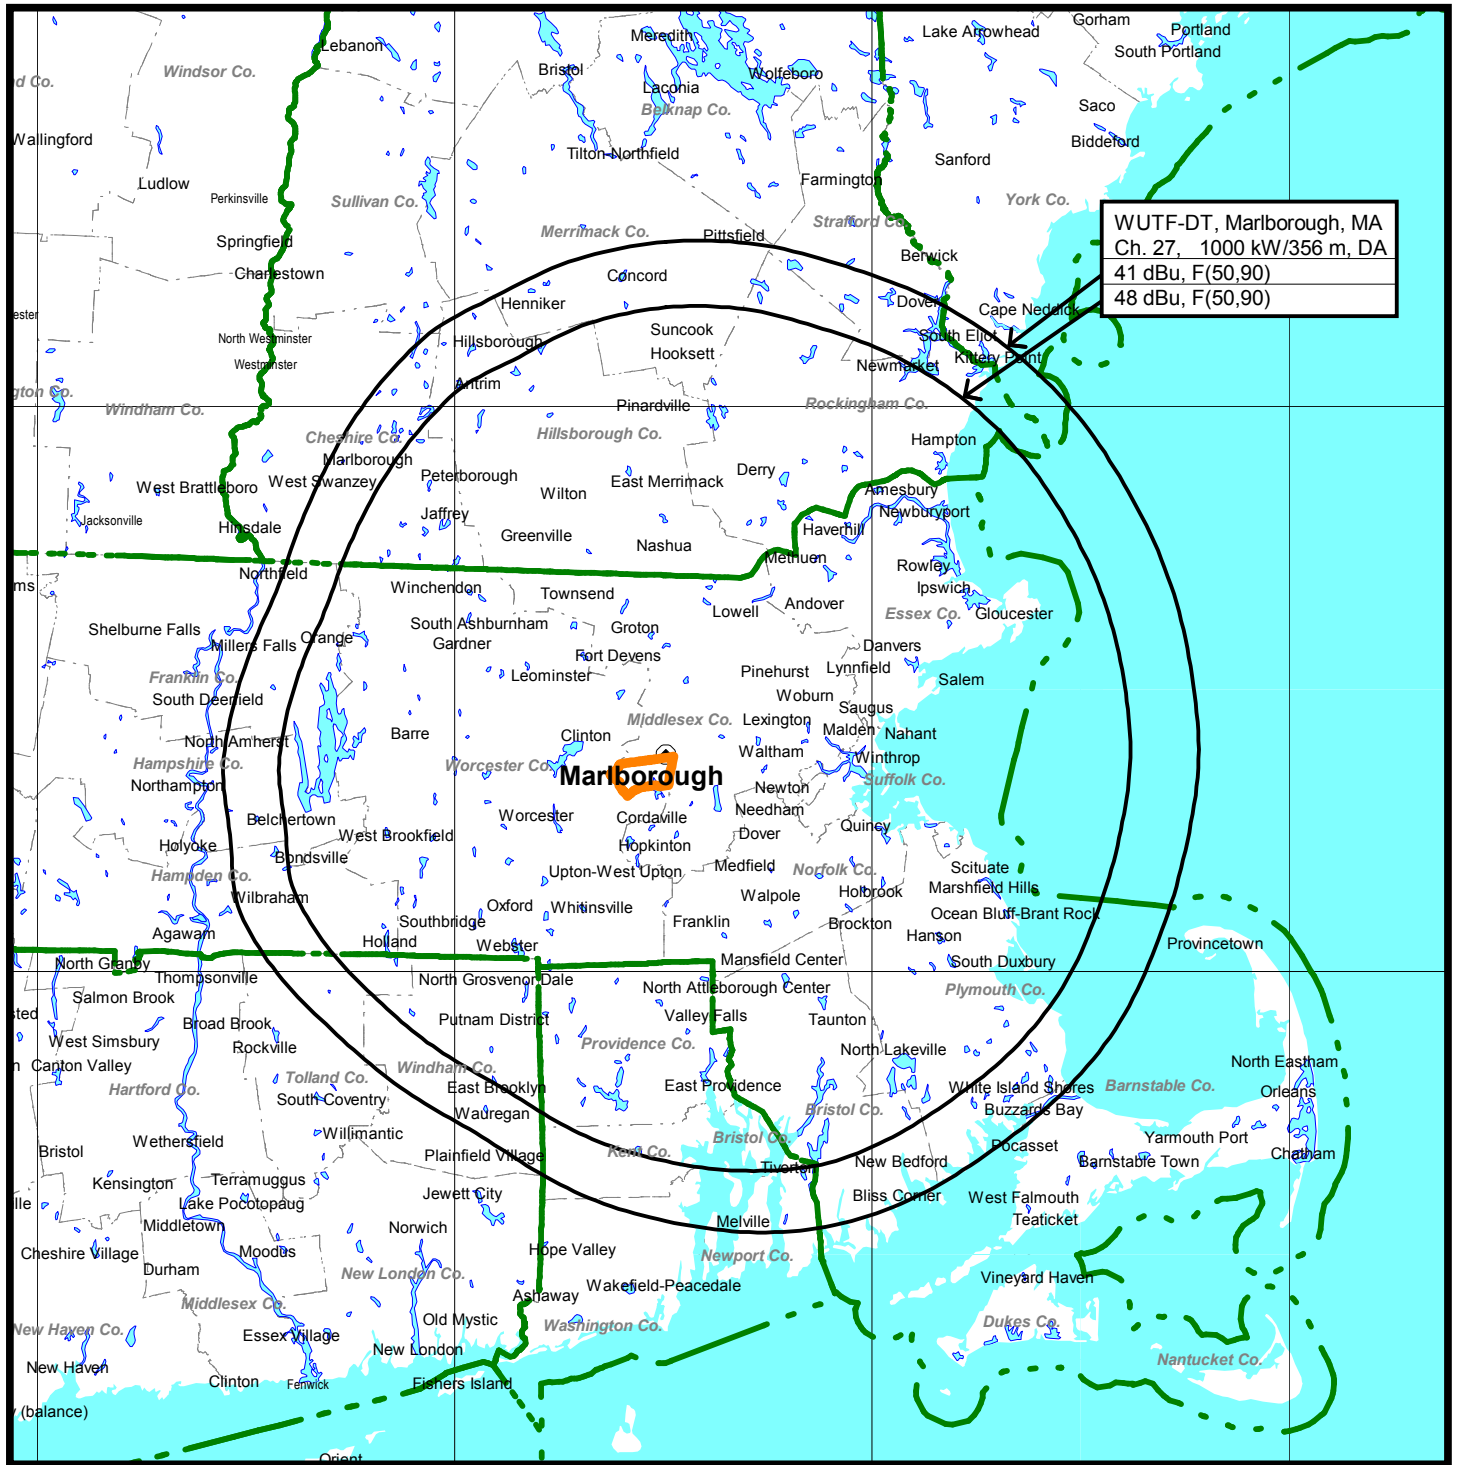 Gorham
Portland
Lake Arrowhead
Meredith
Lebanon
South Portland
Bristol
Windsor Co.
Wolfeboro
d Co.
Laconia
Saco
Belknap Co.
Wallingford
Biddeford
Tilton-Northfield
Sanford
Ludlow
Farmington
Perkinsville
Sullivan Co.
York Co.
Strafford Co.
WUTF-DT, Marlborough, MA
Ch. 27, 1000 kW/356 m, DA
41 dBu, F(50,90)
48 dBu, F(50,90)
Merrimack Co.
Pittsfield
Springfield
Berwick
Charlestown
Concord
Henniker
Dover
Cape Neddick
ester
Suncook
North Westminster
South Eliot
Hillsborough
Hooksett
Kittery Point
Westminster
Newmarket
Antrim
gton Co.
Windham Co.
Pinardville
Rockingham Co.
Cheshire Co.
Hillsborough Co.
Hampton
Marlborough
Peterborough
Derry
West Swanzey
East Merrimack
West Brattleboro
Wilton
Amesbury
Jaffrey
Newburyport
Jacksonville
Hinsdale
Haverhill
Greenville
Nashua
Methuen
Rowley
Northfield
ms
Winchendon
Ipswich
Townsend
Andover
Lowell
Essex Co.
Gloucester
South Ashburnham
Groton
Shelburne Falls
Orange
Millers Falls
Gardner
Danvers
Fort Devens
Lynnfield
Pinehurst
Leominster
Franklin Co.
Salem
Woburn
South Deerfield
Saugus
Middlesex Co.
Lexington
Malden
Barre
Clinton
Nahant
North Amherst
Waltham
Winthrop
Hampshire Co.
Worcester Co.
Marlborough
Suffolk Co.
Northampton
Newton
Needham
Belchertown
Worcester
Cordaville
Quincy
West Brookfield
Dover
Holyoke
Hopkinton
Bondsville
Medfield
Scituate
Hampden Co.
Upton-West Upton
Norfolk Co.
Marshfield Hills
Wilbraham
Walpole
Holbrook
Oxford
Whitinsville
Ocean Bluff-Brant Rock
Southbridge
Franklin
Brockton
Agawam
Hanson
Holland
Webster
Provincetown
Mansfield Center
North Granby
South Duxbury
Thompsonville
North Grosvenor Dale
North Attleborough Center
Plymouth Co.
Salmon Brook
sted
Valley Falls
Broad Brook
Putnam District
Taunton
West Simsbury
Rockville
Providence Co.
North Lakeville
n
Canton Valley
Windham Co.
North Eastham
Tolland Co.
East Brooklyn
East Providence
White Island Shores
Barnstable Co.
Hartford Co.
Orleans
South Coventry
Wauregan
Bristol Co.
Buzzards Bay
Willimantic
Bristol Co.
Yarmouth Port
Wethersfield
Pocasset
Bristol
Kent Co.
Plainfield Village
Chatham
Tiverton
New Bedford
Barnstable Town
Kensington
Terramuggus
Jewett City
Bliss Corner
West Falmouth
lle
Lake Pocotopaug
Melville
Teaticket
Middletown
Norwich
Cheshire Village
Moodus
Hope Valley
Newport Co.
Durham
New London Co.
Vineyard Haven
Wakefield-Peacedale
Middlesex Co.
Ashaway
Old Mystic
Dukes Co.
New Haven Co.
Essex Village
Washington Co.
New London
Nantucket Co.
New Haven
Clinton
Fenwick
Fishers Island
(balance)
Orient